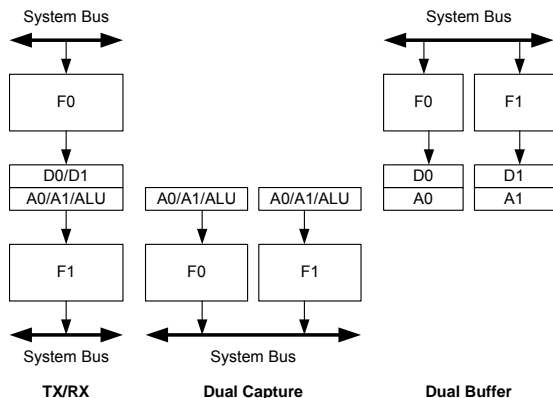 System Bus
System Bus
F0
F0
F1
D0/D1
D0
D1
A0/A1/ALU
A0/A1/ALU
A0/A1/ALU
A0
A1
F1
F0
F1
System Bus
System Bus
TX/RX
Dual Capture
Dual Buffer